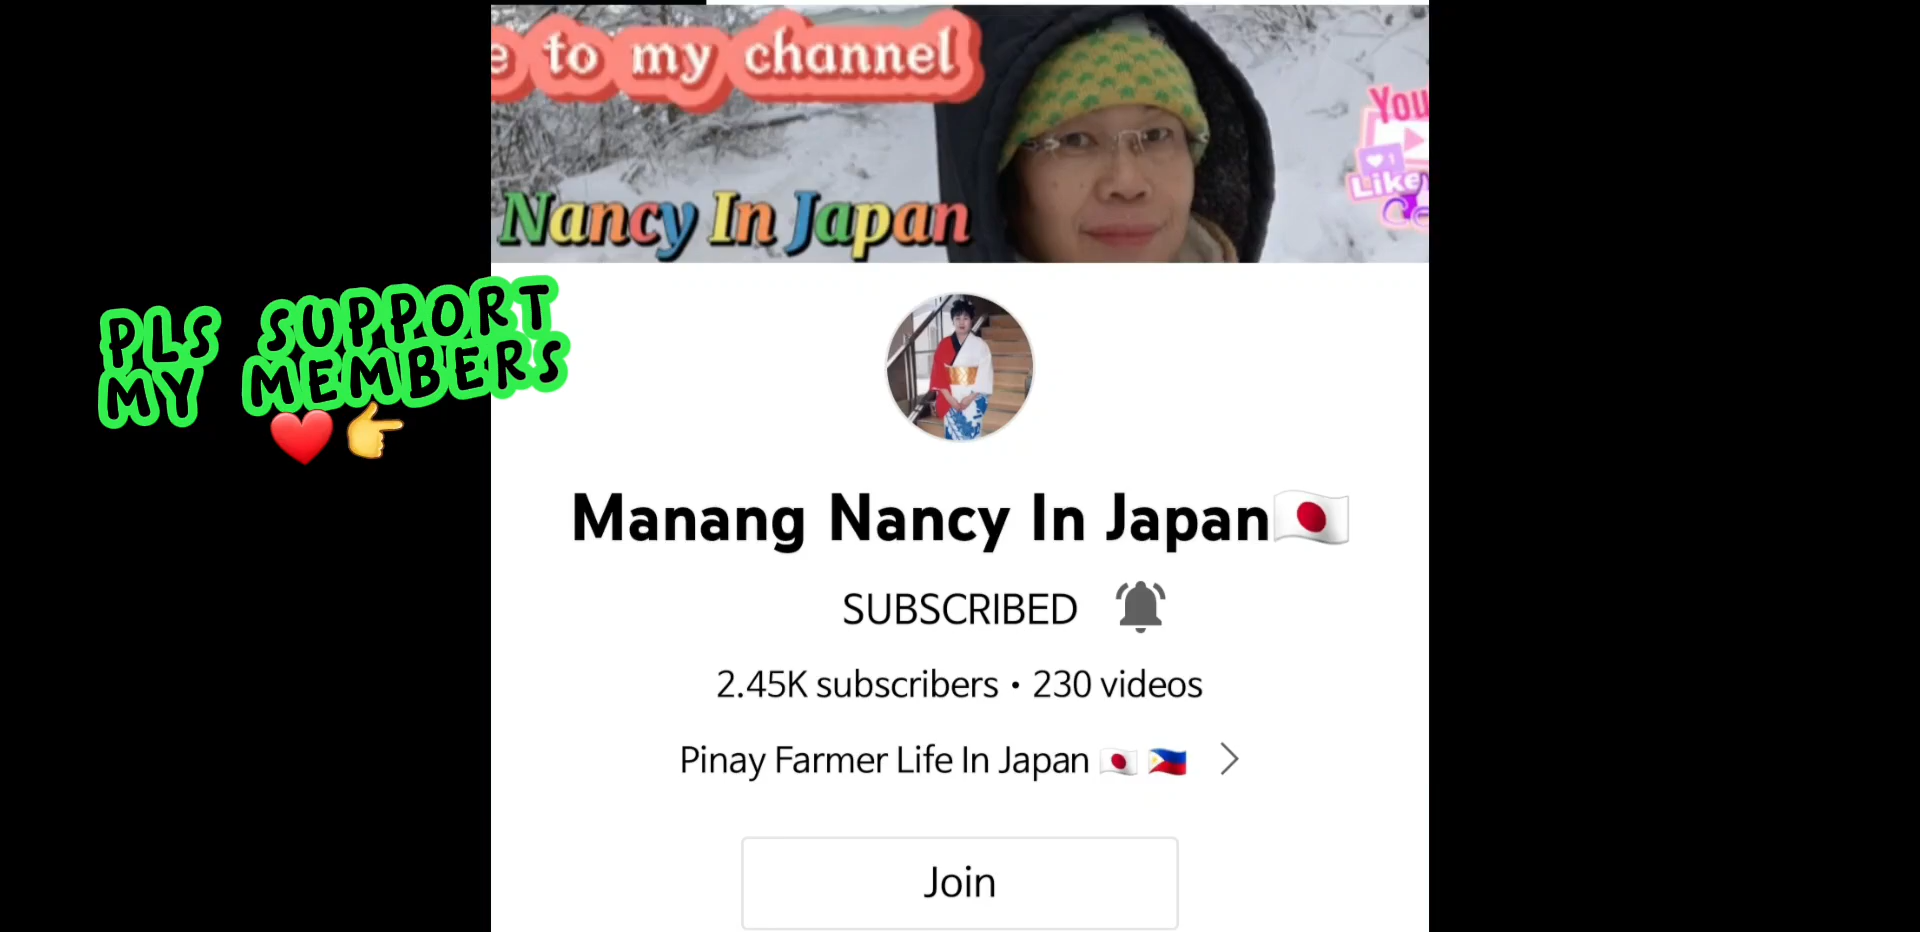 e to my channel
Nancy In Japan
You
Like
PLS SUPPORT
MY MEMBERS
Manang Nancy In Japan🇯🇵
SUBSCRIBED
2.45K subscribers • 230 videos
Pinay Farmer Life In Japan 🇯🇵 🇵🇭 >
Join